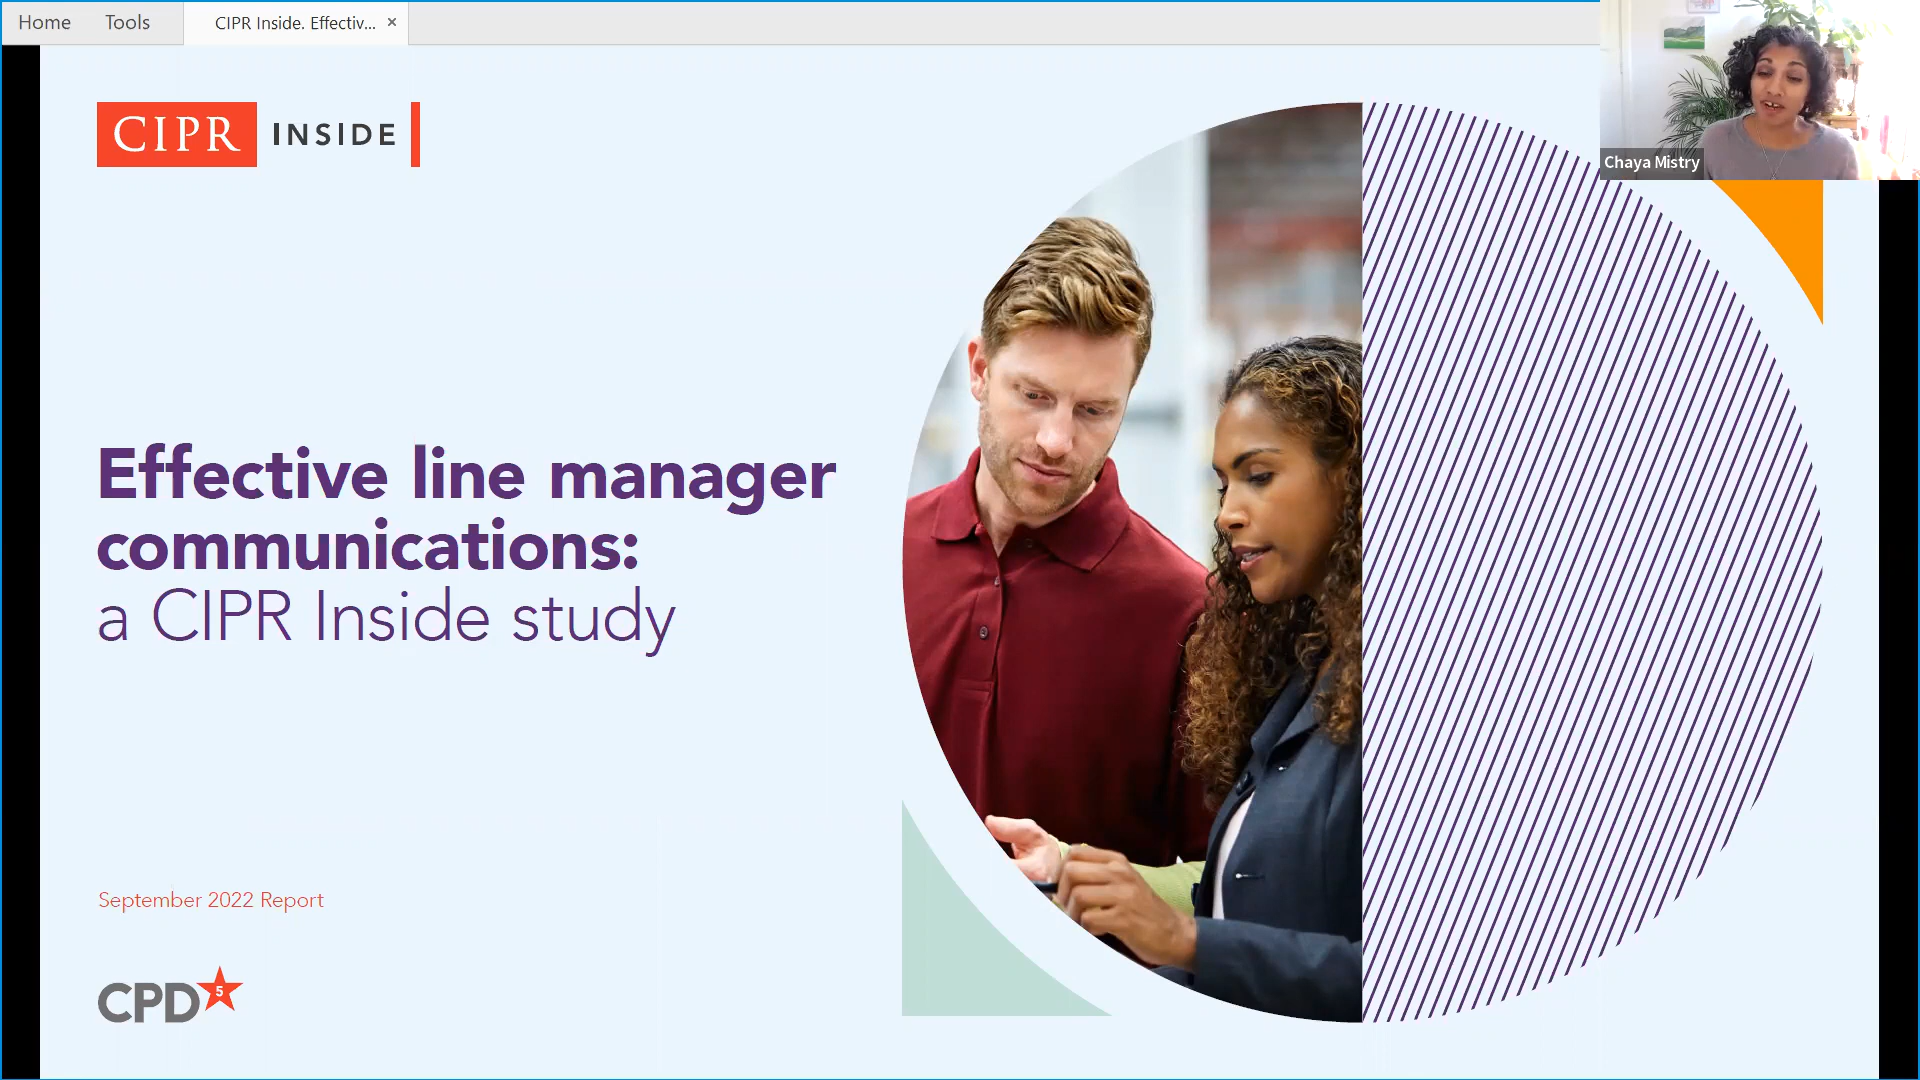 Home Tools CIPR Inside. Effectiv... ×
Chaya Mistry
CIPR INSIDE
Effective line manager
communications:
a CIPR Inside study
September 2022 Report
CPD 5